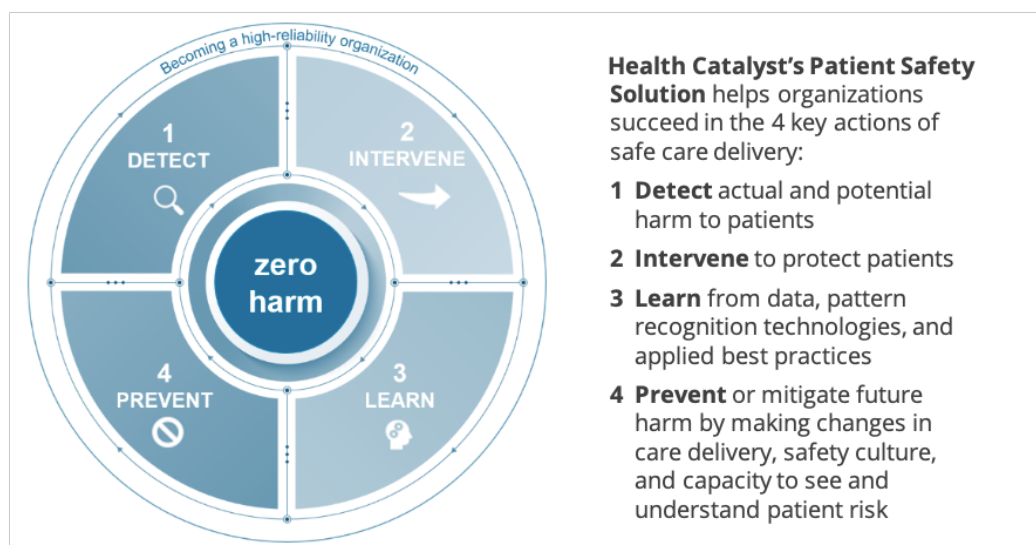 Becoming a high-reliability organization
1
DETECT
2
INTERVENE
zero
harm
4
PREVENT
3
LEARN
Health Catalyst's Patient Safety
Solution helps organizations
succeed in the 4 key actions of
safe care delivery:
1 Detect actual and potential
harm to patients
2 Intervene to protect patients
3 Learn from data, pattern
recognition technologies, and
applied best practices
4 Prevent or mitigate future
harm by making changes in
care delivery, safety culture,
and capacity to see and
understand patient risk